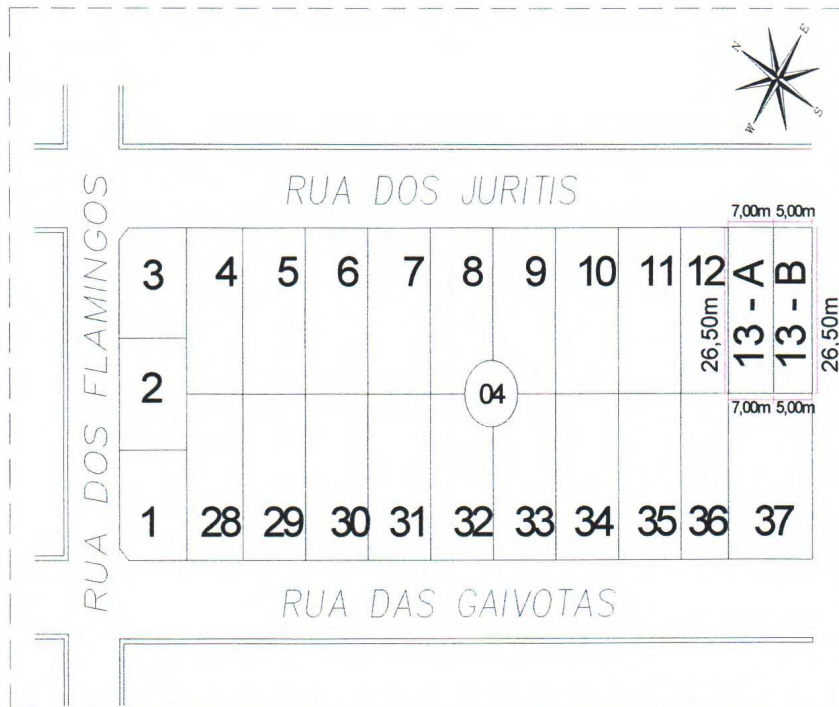 N E
W S
RUA DOS JURITIS
RUA DOS FLAMINGOS
7,00m 5,00m
3 4 5 6 7 8 9 10 11 12 13 - A 13 - B
26,50m 26,50m
2
04
7,00m 5,00m
1 28 29 30 31 32 33 34 35 36 37
RUA DAS GAIVOTAS